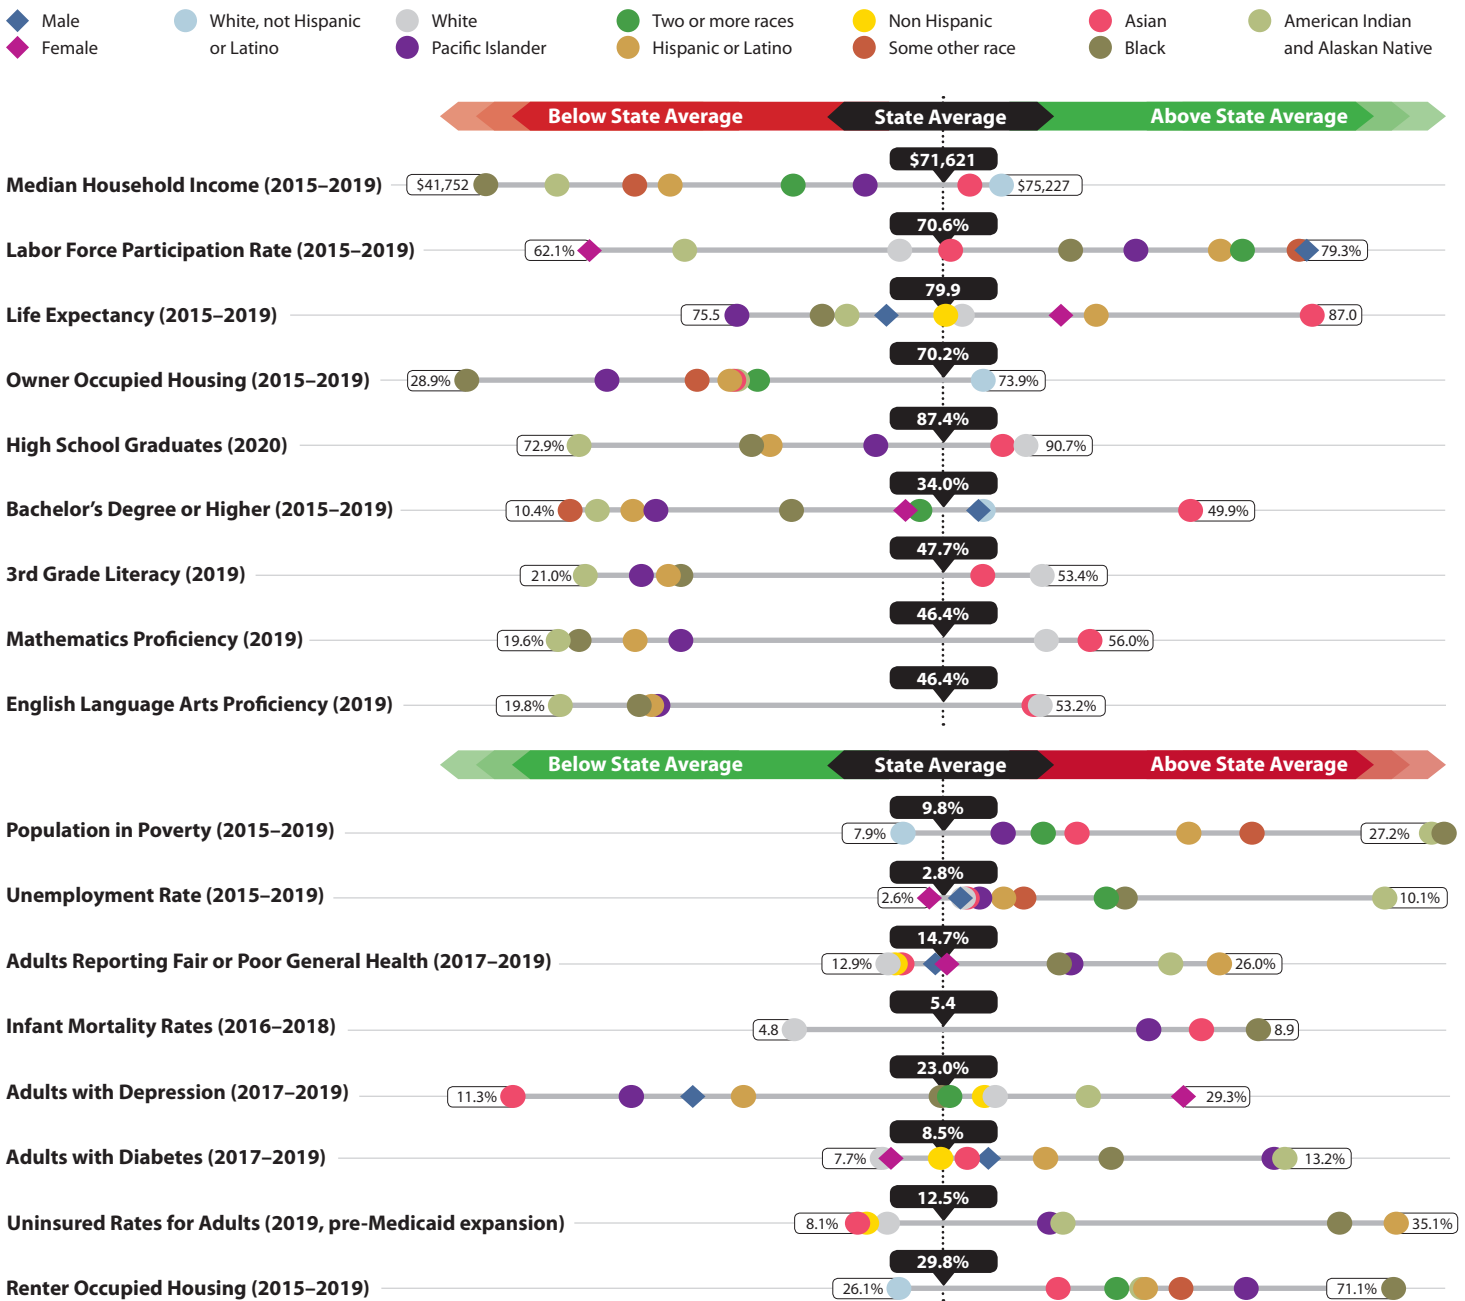 Male
Female
White, not Hispanic
or Latino
White
Pacific Islander
Two or more races
Hispanic or Latino
Non Hispanic
Some other race
Asian
Black
American Indian
and Alaskan Native
Below State Average
State Average
Above State Average
$71,621
Median Household Income (2015–2019)
$41,752
$75,227
70.6%
Labor Force Participation Rate (2015–2019)
62.1%
79.3%
79.9
Life Expectancy (2015–2019)
75.5
87.0
70.2%
Owner Occupied Housing (2015–2019)
28.9%
73.9%
87.4%
High School Graduates (2020)
72.9%
90.7%
34.0%
Bachelor’s Degree or Higher (2015–2019)
10.4%
49.9%
47.7%
3rd Grade Literacy (2019)
21.0%
53.4%
46.4%
Mathematics Proficiency (2019)
19.6%
56.0%
46.4%
English Language Arts Proficiency (2019)
19.8%
53.2%
Below State Average
State Average
Above State Average
9.8%
Population in Poverty (2015–2019)
7.9%
27.2%
2.8%
Unemployment Rate (2015–2019)
2.6%
10.1%
14.7%
Adults Reporting Fair or Poor General Health (2017–2019)
12.9%
26.0%
5.4
Infant Mortality Rates (2016–2018)
4.8
8.9
23.0%
Adults with Depression (2017–2019)
11.3%
29.3%
8.5%
Adults with Diabetes (2017–2019)
7.7%
13.2%
12.5%
Uninsured Rates for Adults (2019, pre-Medicaid expansion)
8.1%
35.1%
29.8%
Renter Occupied Housing (2015–2019)
26.1%
71.1%